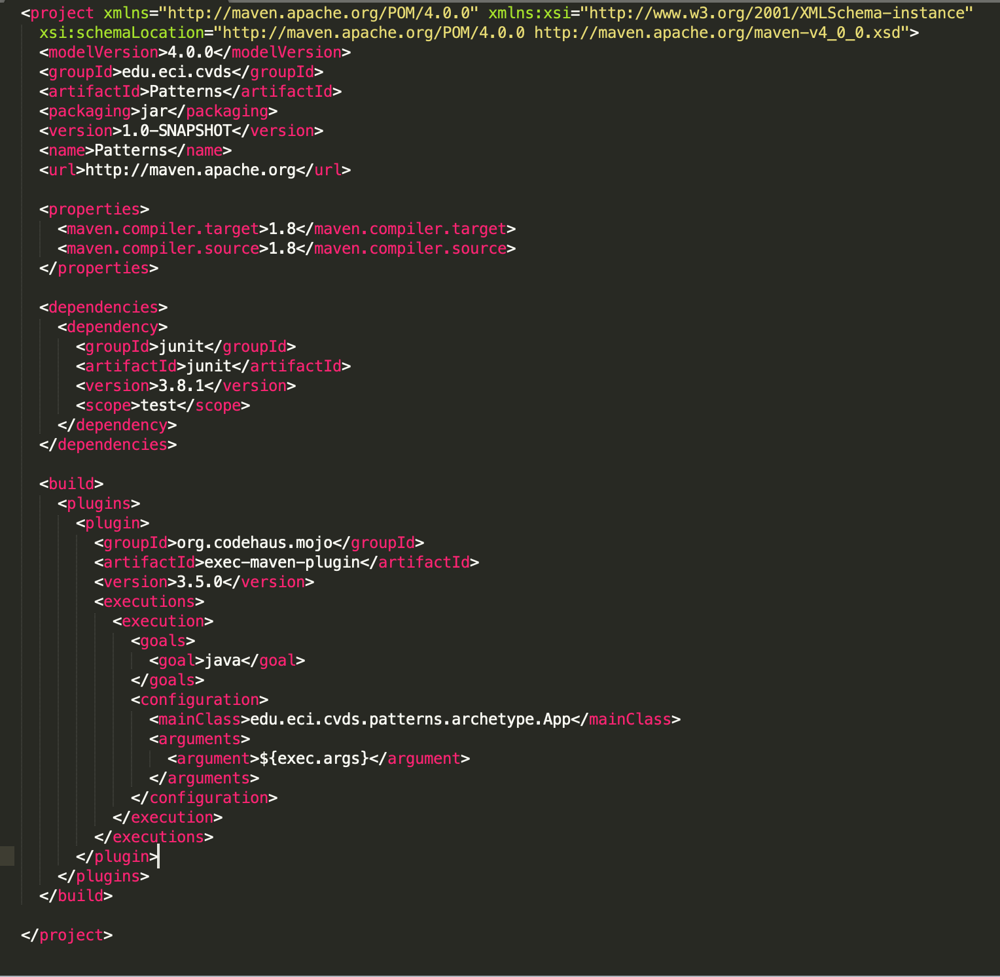 <project xmlns="http://maven.apache.org/POM/4.0.0" xmlns:xsi="http://www.w3.org/2001/XMLSchema-instance"
  xsi:schemaLocation="http://maven.apache.org/POM/4.0.0 http://maven.apache.org/maven-v4_0_0.xsd">
  <modelVersion>4.0.0</modelVersion>
  <groupId>edu.eci.cvds</groupId>
  <artifactId>Patterns</artifactId>
  <packaging>jar</packaging>
  <version>1.0-SNAPSHOT</version>
  <name>Patterns</name>
  <url>http://maven.apache.org</url>

  <properties>
    <maven.compiler.target>1.8</maven.compiler.target>
    <maven.compiler.source>1.8</maven.compiler.source>
  </properties>

  <dependencies>
    <dependency>
      <groupId>junit</groupId>
      <artifactId>junit</artifactId>
      <version>3.8.1</version>
      <scope>test</scope>
    </dependency>
  </dependencies>

  <build>
    <plugins>
      <plugin>
        <groupId>org.codehaus.mojo</groupId>
        <artifactId>exec-maven-plugin</artifactId>
        <version>3.5.0</version>
        <executions>
          <execution>
            <goals>
              <goal>java</goal>
            </goals>
            <configuration>
              <mainClass>edu.eci.cvds.patterns.archetype.App</mainClass>
              <arguments>
                <argument>${exec.args}</argument>
              </arguments>
            </configuration>
          </execution>
        </executions>
      </plugin>
    </plugins>
  </build>

</project>